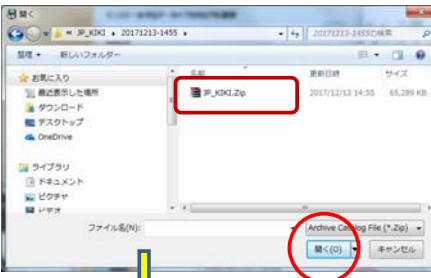 開く
« JP_KIKI ▸ 20171213-1455 ▸
20171213-1455の検索
整理 ▼ 新しいフォルダー
お気に入り
最近表示した場所
ダウンロード
デスクトップ
OneDrive
ライブラリ
ドキュメント
ピクチャ
ビデオ
名前
更新日時
サイズ
JP_KIKI.Zip
2017/12/13 14:55
65,289 KB
ファイル名(N):
Archive Catalog File (*.Zip)
開く(O)
キャンセル